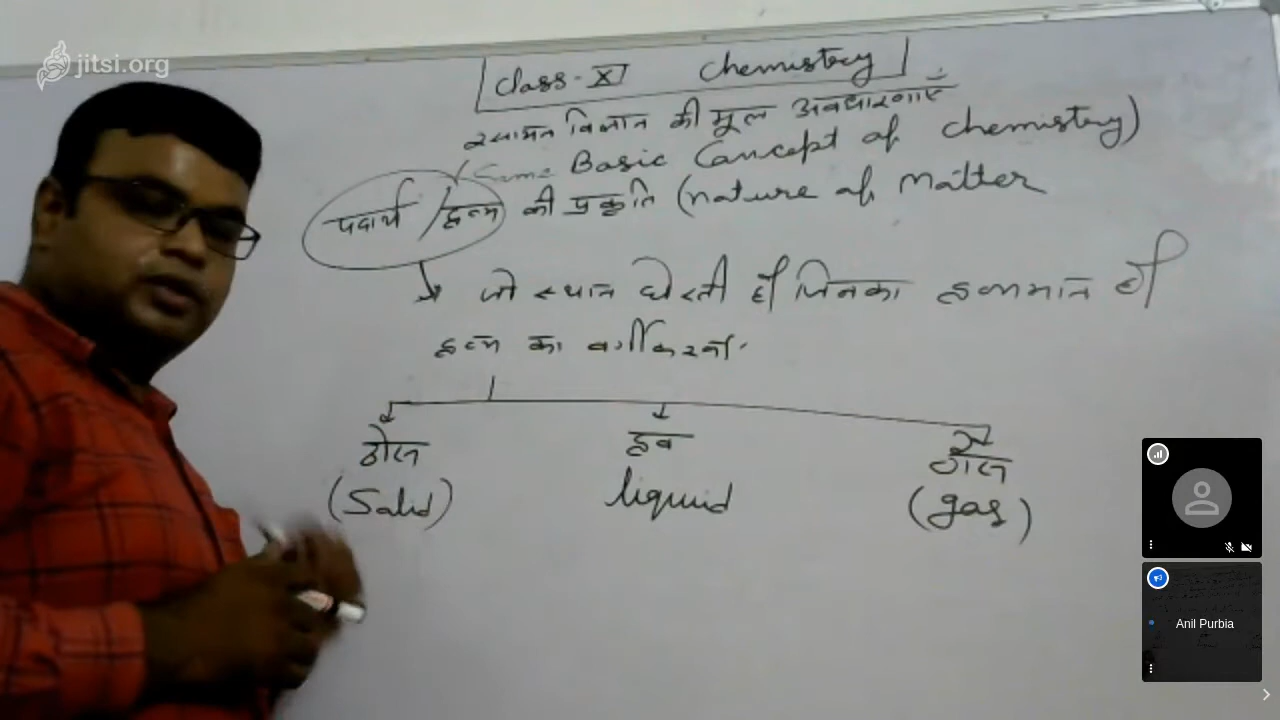 jitsi.org
Class-XI Chemistry
रसायन विज्ञान की मूल अवधारणाएँ
(Some Basic Concept of Chemistry)
पदार्थ / द्रव्य की प्रकृति (nature of Matter
जो स्थान घेरती हो जिनका द्रव्यमान हो
द्रव्य का वर्गीकरण
ठोस द्रव गैस
(Solid) liquid (gas)
Anil Purbia